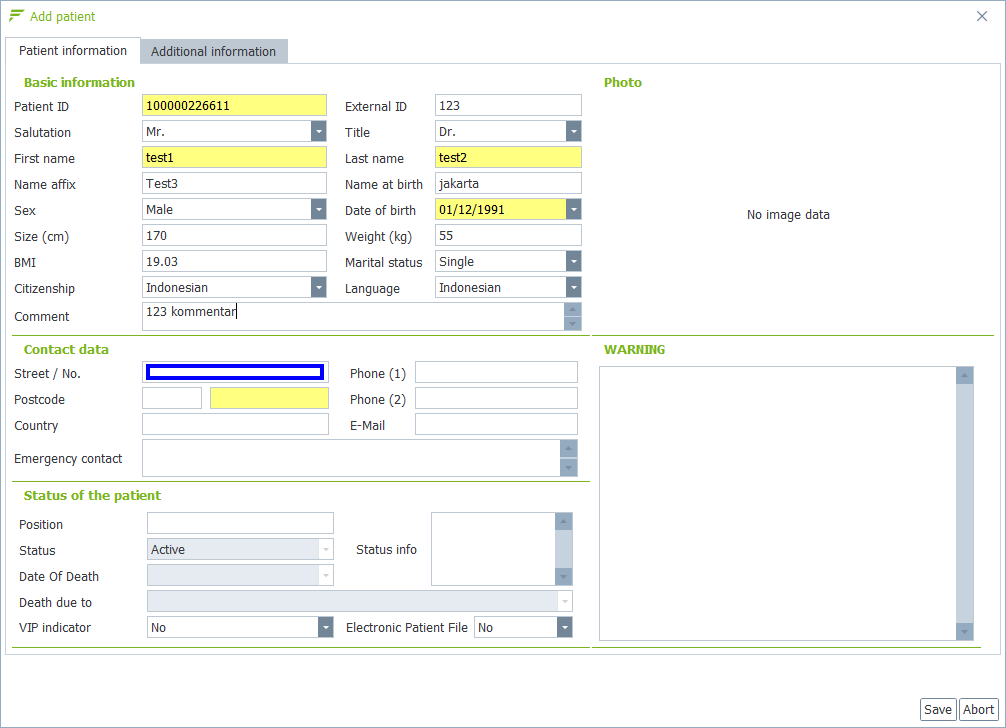 Add patient
Patient information Additional information
Basic information
Patient ID 100000226611 External ID 123
Salutation Mr. Title Dr.
First name test1 Last name test2
Name affix Test3 Name at birth jakarta
Sex Male Date of birth 01/12/1991
Size (cm) 170 Weight (kg) 55
BMI 19.03 Marital status Single
Citizenship Indonesian Language Indonesian
Comment 123 kommentar
Photo
No image data
Contact data
Street / No. Phone (1)
Postcode Phone (2)
Country E-Mail
Emergency contact
WARNING
Status of the patient
Position
Status Active Status info
Date Of Death
Death due to
VIP indicator No Electronic Patient File No
Save Abort